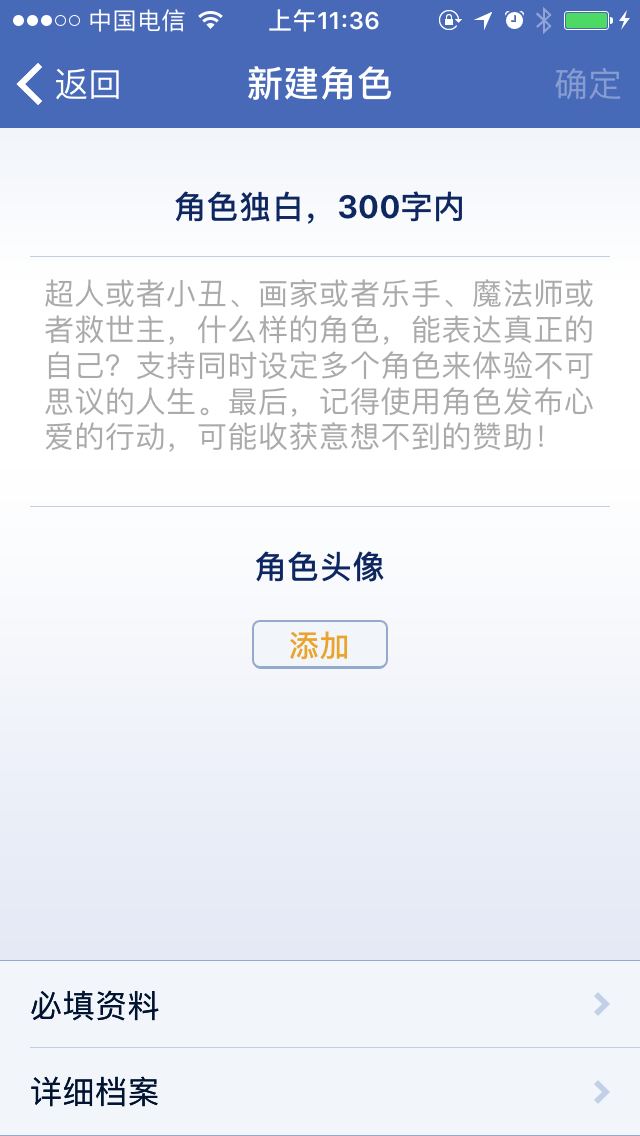 中国电信 上午11:36
返回 新建角色 确定
角色独白，300字内
超人或者小丑、画家或者乐手、魔法师或
者救世主，什么样的角色，能表达真正的
自己？支持同时设定多个角色来体验不可
思议的人生。最后，记得使用角色发布心
爱的行动，可能收获意想不到的赞助！
角色头像
添加
必填资料
详细档案